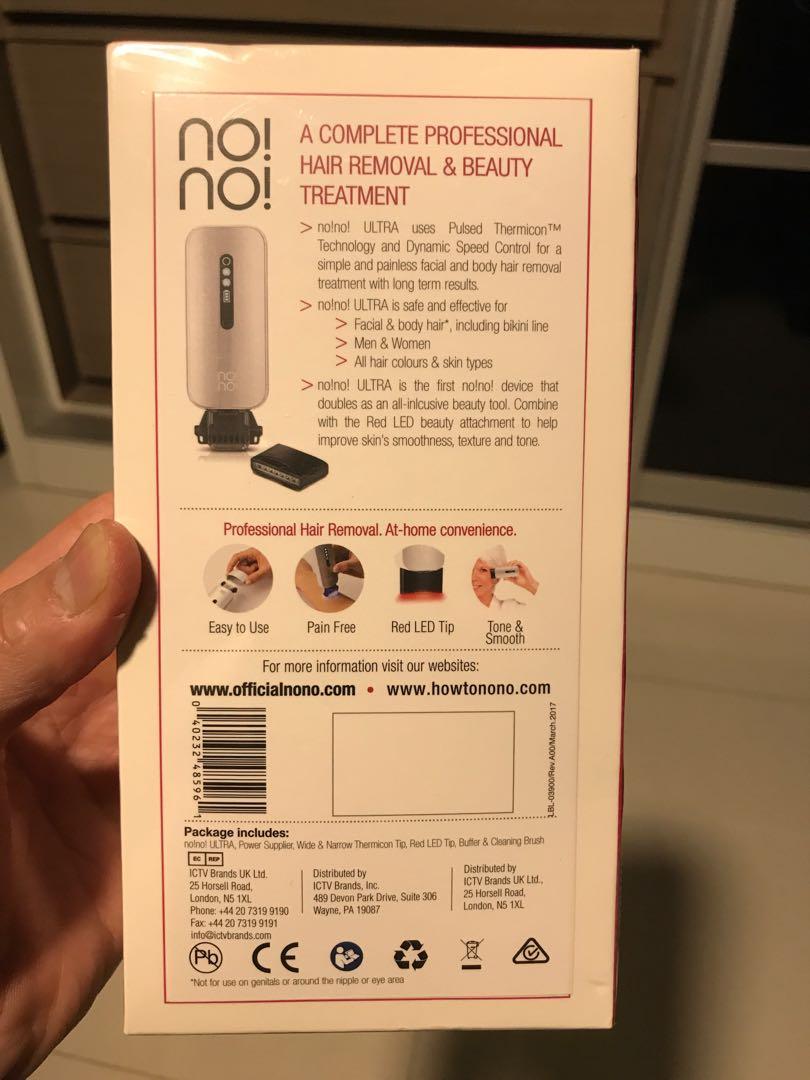 no!
no!
A COMPLETE PROFESSIONAL
HAIR REMOVAL & BEAUTY
TREATMENT
> no!no! ULTRA uses Pulsed Thermicon™
Technology and Dynamic Speed Control for a
simple and painless facial and body hair removal
treatment with long term results.
> no!no! ULTRA is safe and effective for
> Facial & body hair*, including bikini line
> Men & Women
> All hair colours & skin types
> no!no! ULTRA is the first no!no! device that
doubles as an all-inlcusive beauty tool. Combine
with the Red LED beauty attachment to help
improve skin's smoothness, texture and tone.
no!
no!
Professional Hair Removal. At-home convenience.
Easy to Use
Pain Free
Red LED Tip
Tone &
Smooth
For more information visit our websites:
www.officialnono.com • www.howtonono.com
0 40232 48596 1
LBL-03900/Rev.A00/March.2017
Package includes:
no!no! ULTRA, Power Supplier, Wide & Narrow Thermicon Tip, Red LED Tip, Buffer & Cleaning Brush
EC REP
ICTV Brands UK Ltd.
25 Horsell Road,
London, N5 1XL
Phone: +44 20 7319 9190
Fax: +44 20 7319 9191
info@ictvbrands.com
Distributed by
ICTV Brands, Inc.
489 Devon Park Drive, Suite 306
Wayne, PA 19087
Distributed by
ICTV Brands UK Ltd.,
25 Horsell Road,
London, N5 1XL
Pb
CE
*Not for use on genitals or around the nipple or eye area